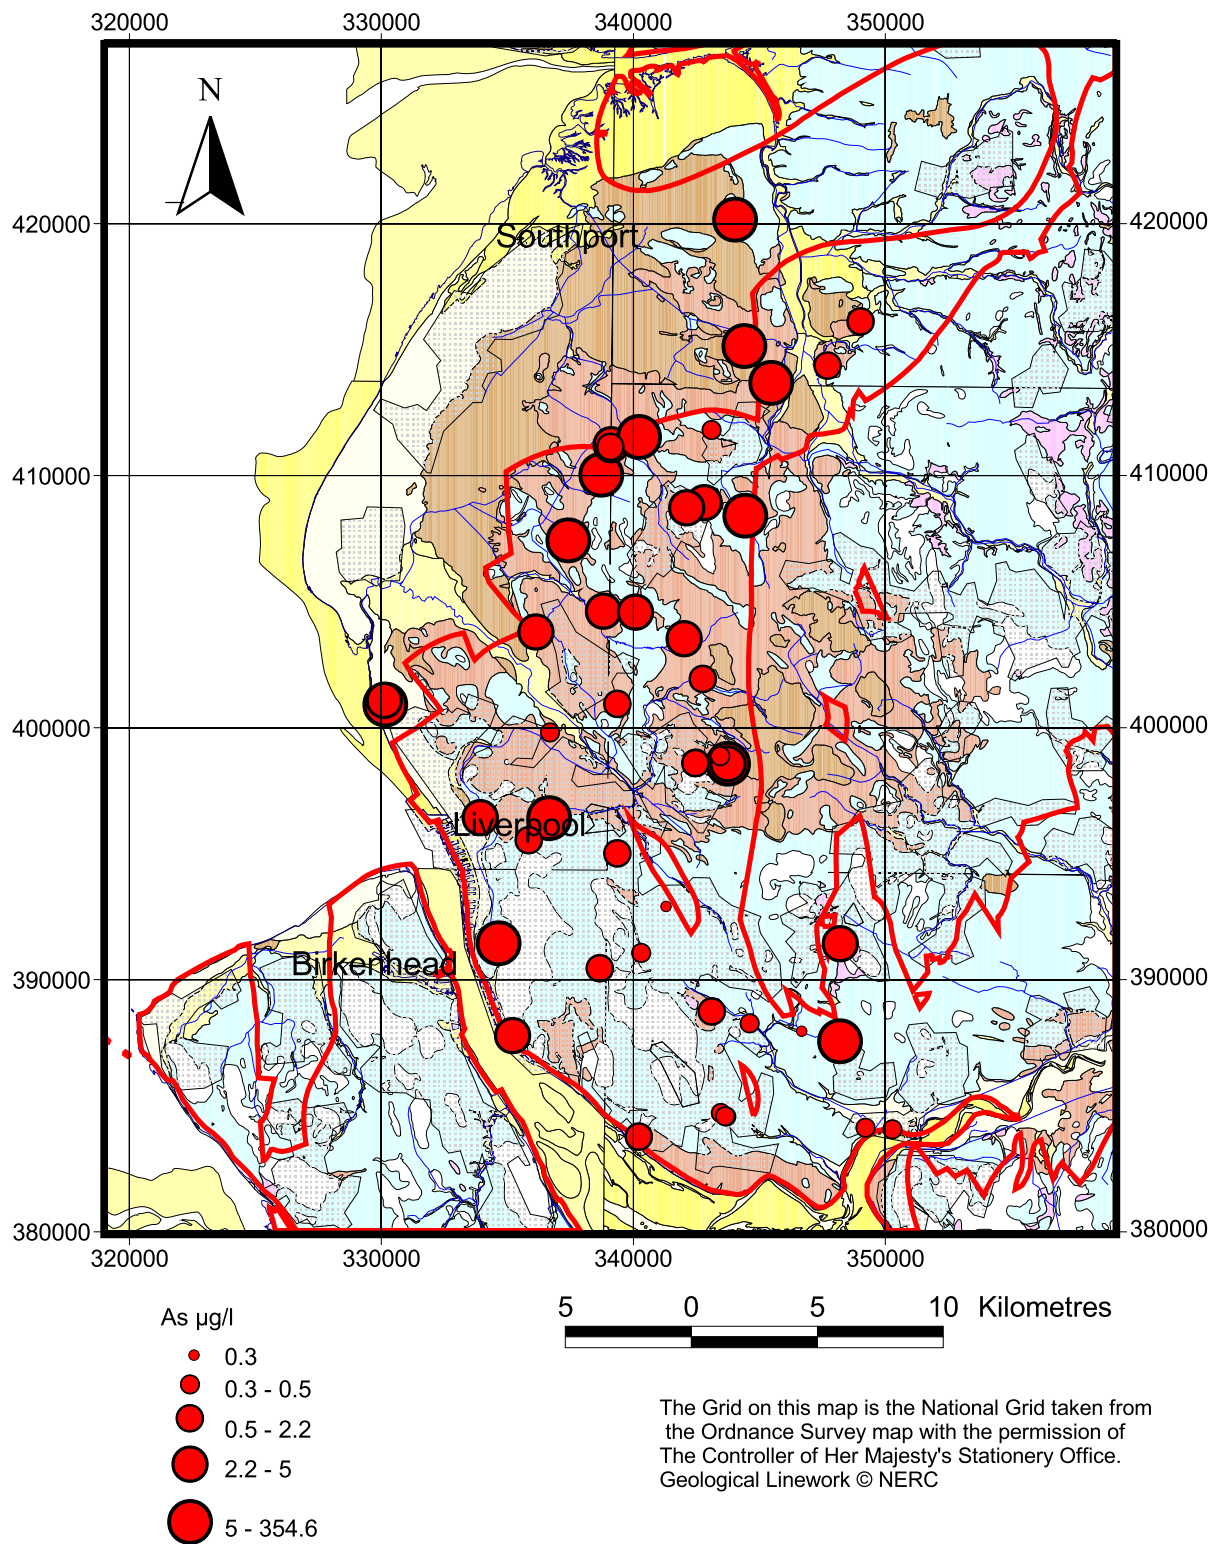 320000 330000 340000 350000
N
420000 420000
Southport
410000 410000
400000 400000
Liverpool
Birkenhead
390000 390000
380000 380000
320000 330000 340000 350000
5 0 5 10 Kilometres
As µg/l
0.3
0.3 - 0.5
0.5 - 2.2
2.2 - 5
5 - 354.6
The Grid on this map is the National Grid taken from
the Ordnance Survey map with the permission of
The Controller of Her Majesty's Stationery Office.
Geological Linework © NERC